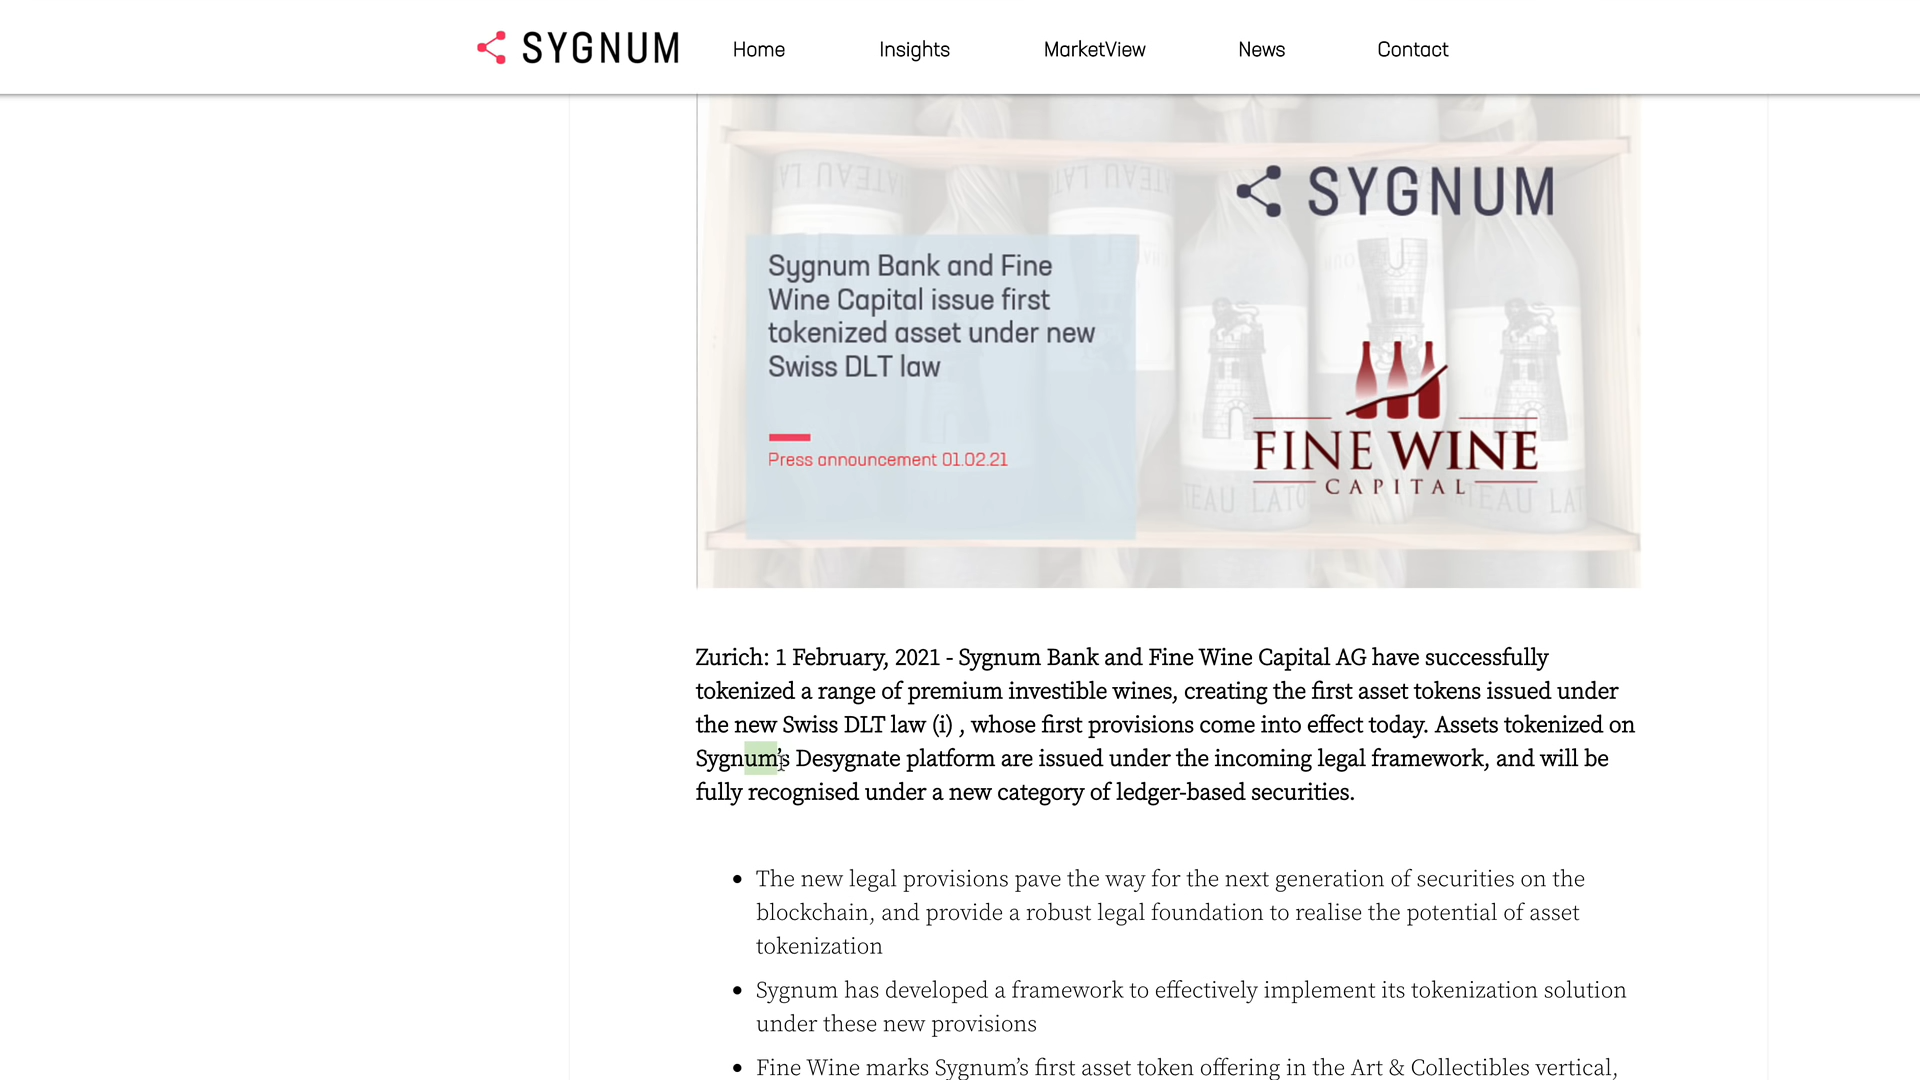 SYGNUM
Home
Insights
MarketView
News
Contact
SYGNUM
Sygnum Bank and Fine
Wine Capital issue first
tokenized asset under new
Swiss DLT law
Press announcement 01.02.21
FINE WINE
CAPITAL
Zurich: 1 February, 2021 - Sygnum Bank and Fine Wine Capital AG have successfully
tokenized a range of premium investible wines, creating the first asset tokens issued under
the new Swiss DLT law (i) , whose first provisions come into effect today. Assets tokenized on
Sygnum’s Desygnate platform are issued under the incoming legal framework, and will be
fully recognised under a new category of ledger-based securities.
• The new legal provisions pave the way for the next generation of securities on the
blockchain, and provide a robust legal foundation to realise the potential of asset
tokenization
• Sygnum has developed a framework to effectively implement its tokenization solution
under these new provisions
• Fine Wine marks Sygnum’s first asset token offering in the Art & Collectibles vertical,